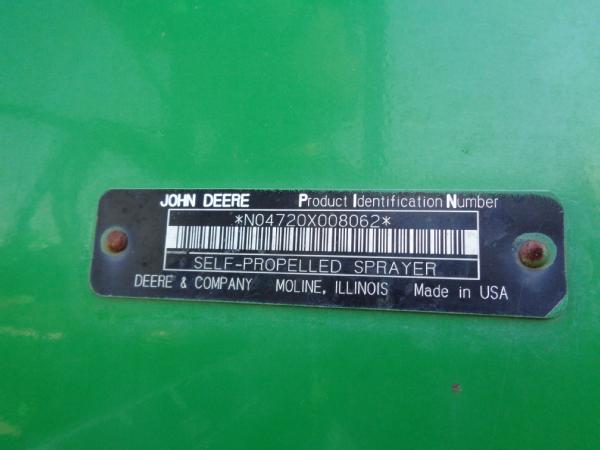 JOHN DEERE Product Identification Number
*N04720X008062*
SELF-PROPELLED SPRAYER
DEERE & COMPANY MOLINE, ILLINOIS Made in USA